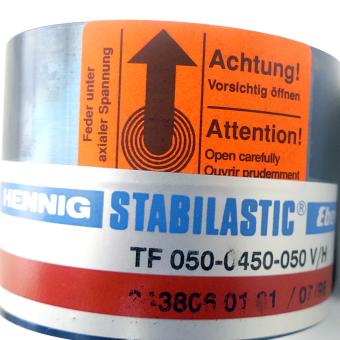 Feder unter
axialer Spannung
Achtung!
Vorsichtig öffnen
Attention!
Open carefully
Ouvrir prudemment
HENNIG STABILASTIC®
TF 050-0450-050 V/H